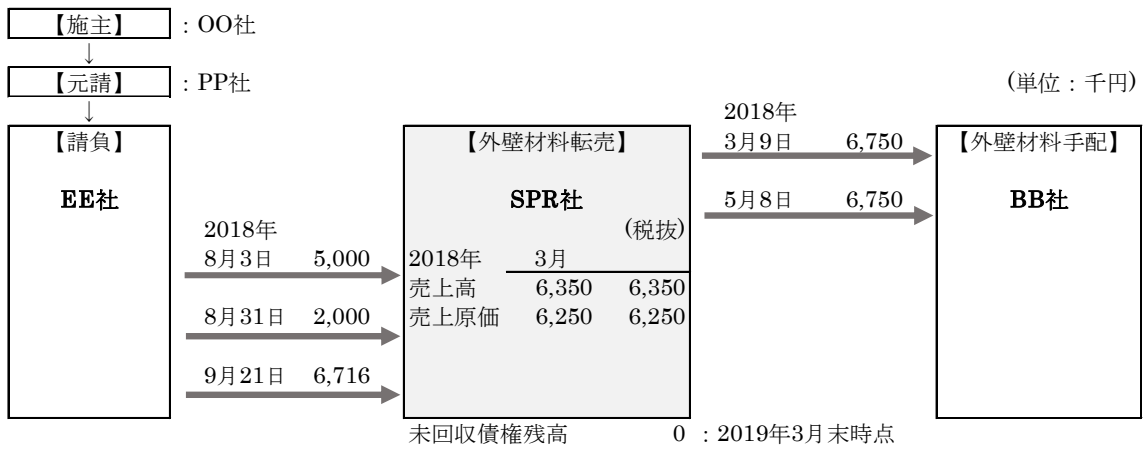 【施主】 : OO社
↓
【元請】 : PP社
(単位:千円)
↓
【請負】
EE社
2018年
8月3日 5,000
8月31日 2,000
9月21日 6,716
【外壁材料転売】
SPR社
(税抜)
2018年 3月
売上高 6,350 6,350
売上原価 6,250 6,250
2018年
3月9日 6,750
5月8日 6,750
【外壁材料手配】
BB社
未回収債権残高 0 : 2019年3月末時点